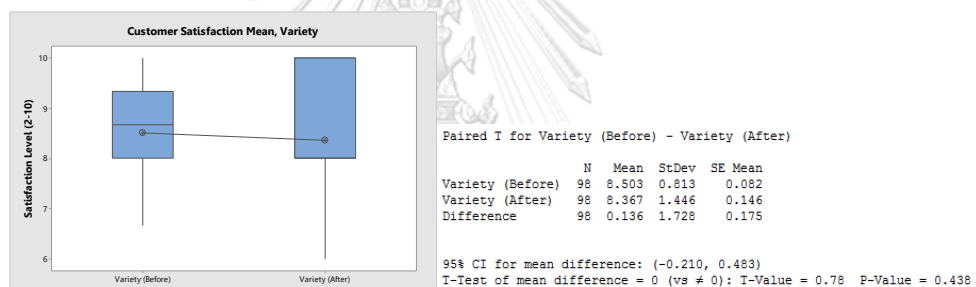 Customer Satisfaction Mean, Variety
Satisfaction Level (2-10)
10
9
8
7
6
Variety (Before) Variety (After)
Paired T for Variety (Before) - Variety (After)
N Mean StDev SE Mean
Variety (Before) 98 8.503 0.813 0.082
Variety (After) 98 8.367 1.446 0.146
Difference 98 0.136 1.728 0.175
95% CI for mean difference: (-0.210, 0.483)
T-Test of mean difference = 0 (vs ≠ 0): T-Value = 0.78 P-Value = 0.438